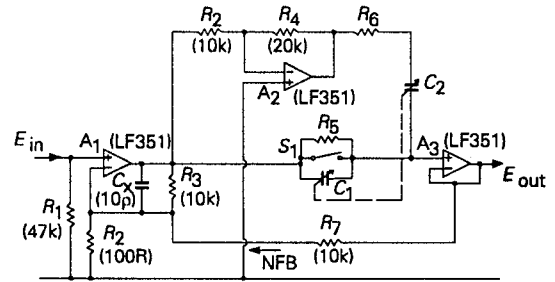 R2
(10k)
R4
(20k)
R6
A2
(LF351)
C2
Ein
A1
(LF351)
R5
S1
C1
A3
(LF351)
Eout
Cx
(10p)
R3
(10k)
R1
(47k)
R2
(100R)
R7
(10k)
NFB